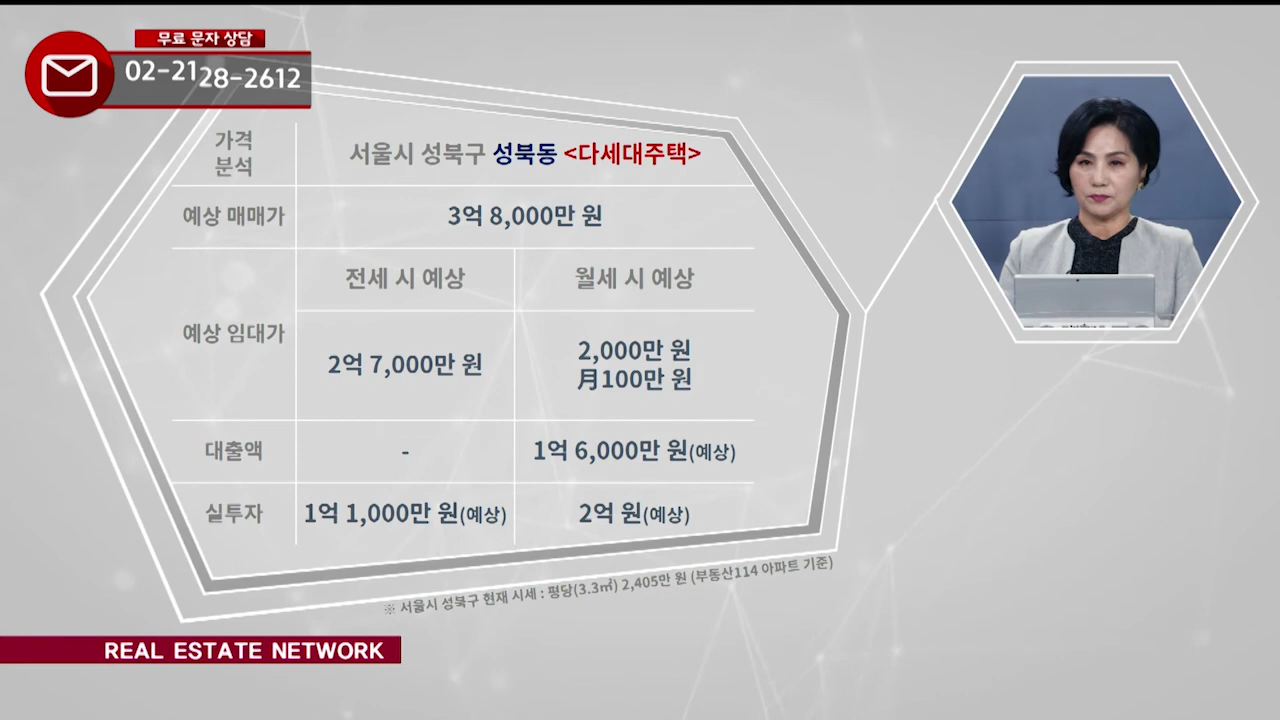 무료 문자 상담
02-2128-2612
가격
분석
서울시 성북구 성북동 <다세대주택>
예상 매매가
3억 8,000만 원
전세 시 예상
월세 시 예상
예상 임대가
2억 7,000만 원
2,000만 원
月100만 원
대출액
-
1억 6,000만 원(예상)
실투자
1억 1,000만 원(예상)
2억 원(예상)
※ 서울시 성북구 현재 시세 : 평당(3.3㎡) 2,405만 원 (부동산114 아파트 기준)
REAL ESTATE NETWORK